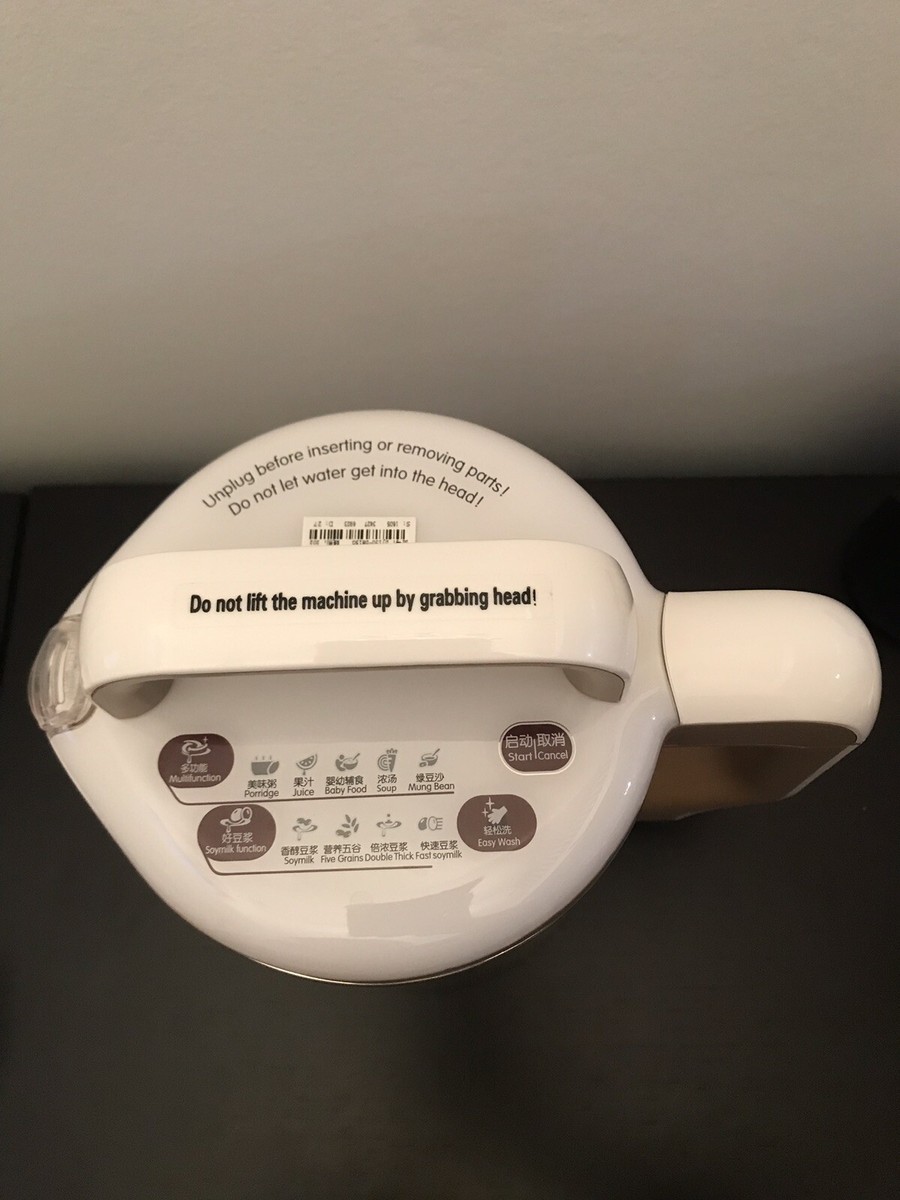 Unplug before inserting or removing parts!
Do not let water get into the head!
Do not lift the machine up by grabbing head!
多功能
Multifunction
美味粥 果汁 婴幼辅食 浓汤 绿豆沙
Porridge Juice Baby Food Soup Mung Bean
启动 取消
Start Cancel
好豆浆
Soymilk function
香醇豆浆 营养五谷 倍浓豆浆 快速豆浆
Soymilk Five Grains Double Thick Fast soymilk
轻松洗
Easy Wash